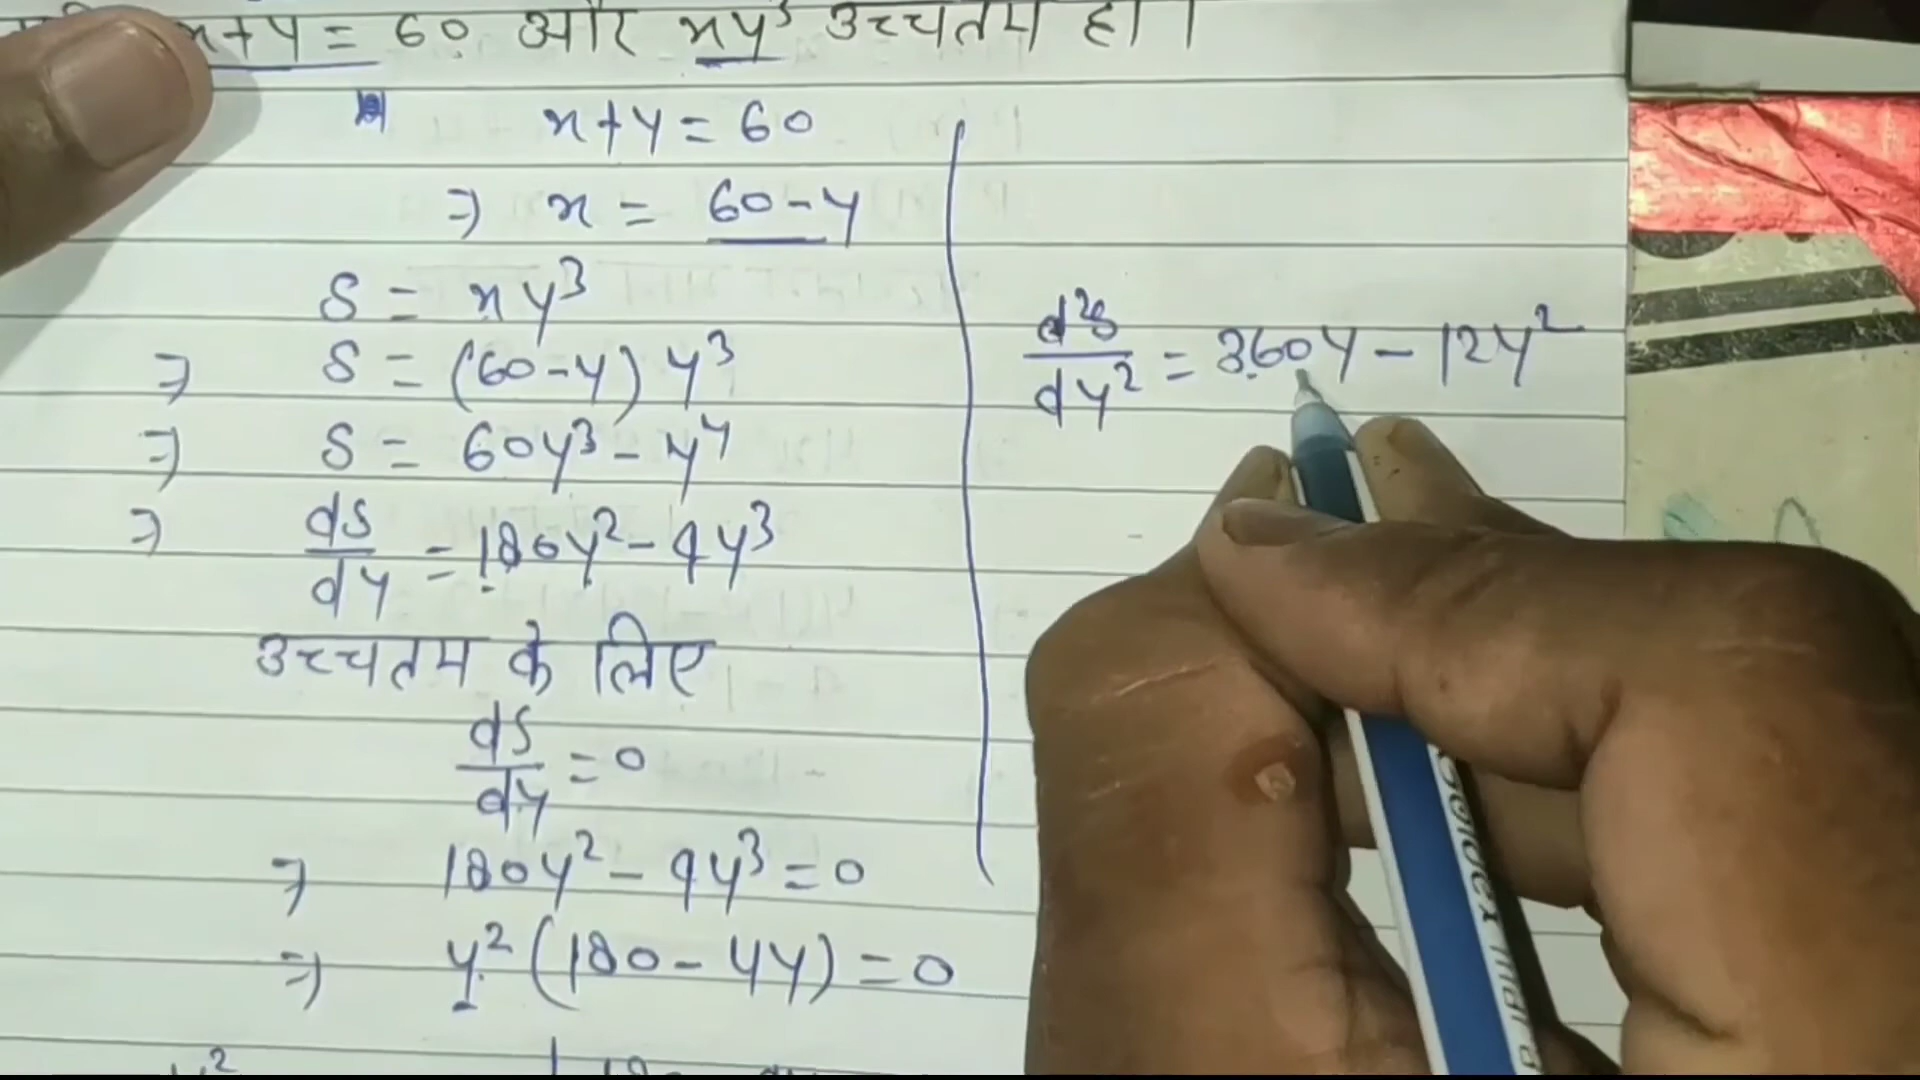 x+y = 60 और xy³ उच्चतम हो ।
x+y = 60
⇒ x = 60-y
S = xy³
⇒ S = (60-y) y³
⇒ S = 60y³ - y⁴
⇒ dS/dy = 180y² - 4y³
उच्चतम के लिए
dS/dy = 0
⇒ 180y² - 4y³ = 0
⇒ y² (180 - 4y) = 0
d²S/dy² = 360y - 12y²